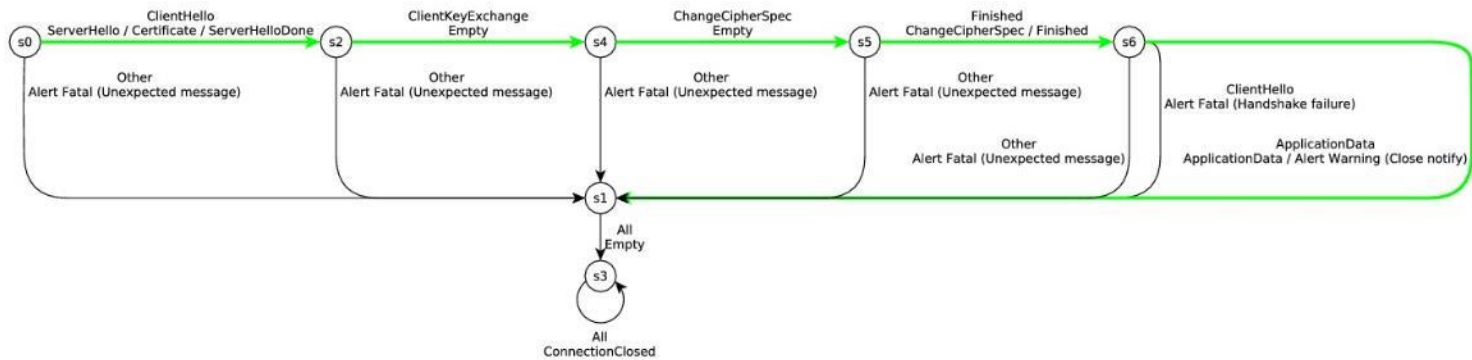 ClientHello
ServerHello / Certificate / ServerHelloDone
ClientKeyExchange
Empty
ChangeCipherSpec
Empty
Finished
ChangeCipherSpec / Finished
s0
s2
s4
s5
s6
Other
Alert Fatal (Unexpected message)
Other
Alert Fatal (Unexpected message)
Other
Alert Fatal (Unexpected message)
Other
Alert Fatal (Unexpected message)
ClientHello
Alert Fatal (Handshake failure)
Other
Alert Fatal (Unexpected message)
ApplicationData
ApplicationData / Alert Warning (Close notify)
s1
All
Empty
s3
All
ConnectionClosed